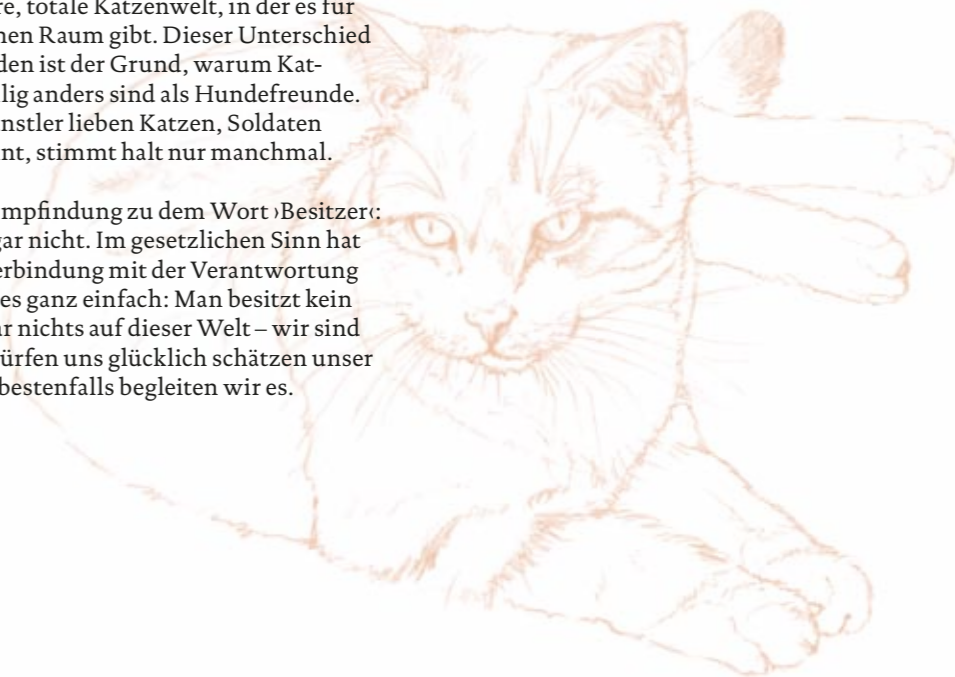 re, totale Katzenwelt, in der es für
nen Raum gibt. Dieser Unterschied
den ist der Grund, warum Kat-
lig anders sind als Hundefreunde.
nstler lieben Katzen, Soldaten
nt, stimmt halt nur manchmal.
mpfindung zu dem Wort ›Besitzer‹:
gar nicht. Im gesetzlichen Sinn hat
erbindung mit der Verantwortung
es ganz einfach: Man besitzt kein
ar nichts auf dieser Welt – wir sind
ürfen uns glücklich schätzen unser
bestenfalls begleiten wir es.